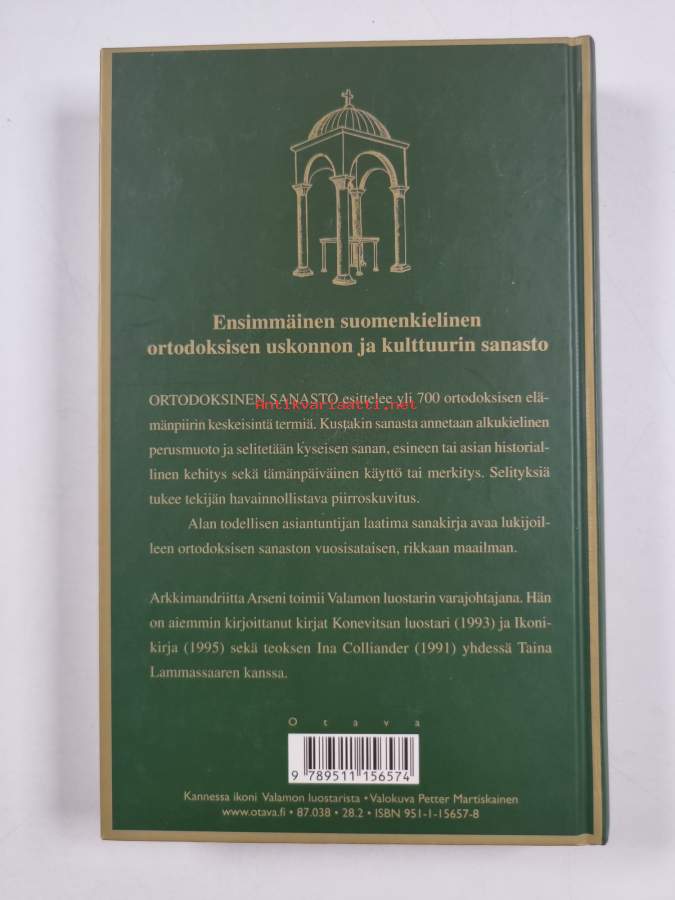 Ensimmäinen suomenkielinen
ortodoksisen uskonnon ja kulttuurin sanasto
ORTODOKSINEN SANASTO esittelee yli 700 ortodoksisen elä-
Antikvariaatti.net
mänpiirin keskeisintä termiä. Kustakin sanasta annetaan alkukielinen
perusmuoto ja selitetään kyseisen sanan, esineen tai asian historial-
linen kehitys sekä tämänpäiväinen käyttö tai merkitys. Selityksiä
tukee tekijän havainnollistava piirroskuvitus.
Alan todellisen asiantuntijan laatima sanakirja avaa lukijoil-
leen ortodoksisen sanaston vuosisataisen, rikkaan maailman.
Arkkimandriitta Arseni toimii Valamon luostarin varajohtajana. Hän
on aiemmin kirjoittanut kirjat Konevitsan luostari (1993) ja Ikoni-
kirja (1995) sekä teoksen Ina Colliander (1991) yhdessä Taina
Lammassaaren kanssa.
Otava
9 789511 156574
Kannessa ikoni Valamon luostarista • Valokuva Petter Martiskainen
www.otava.fi • 87.038 • 28.2 • ISBN 951-1-15657-8